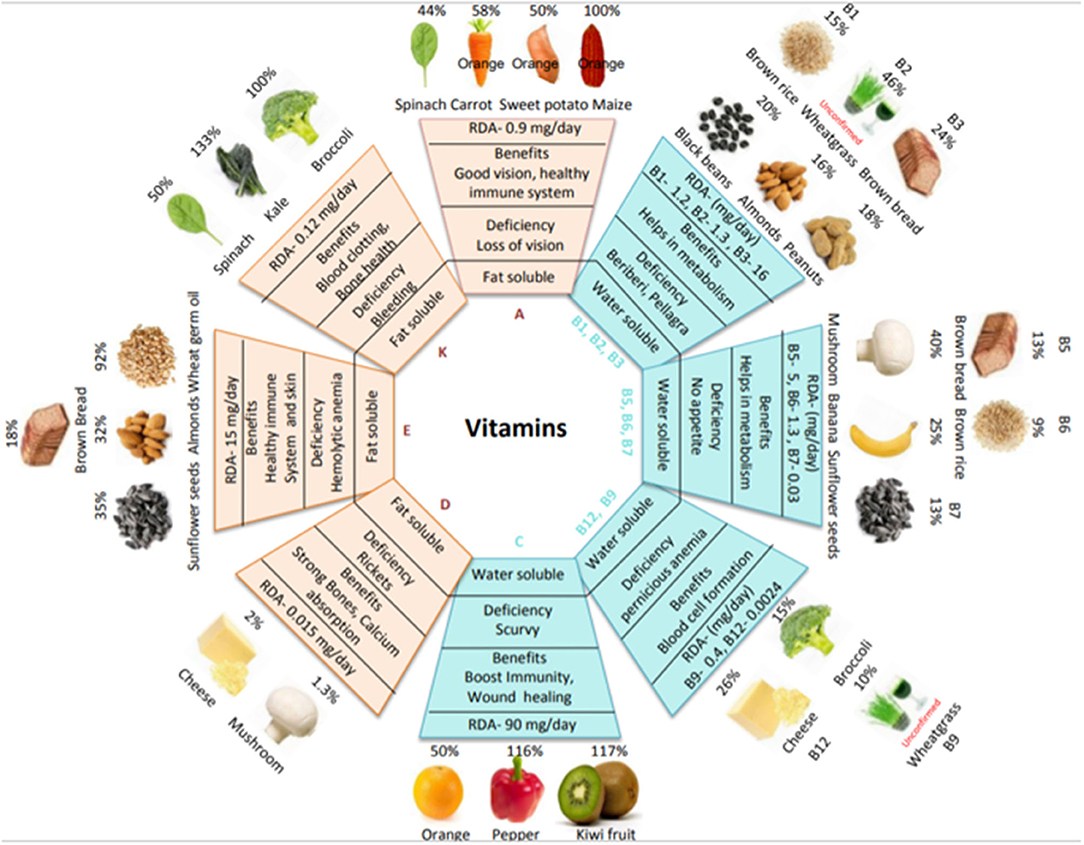 44% 58% 50% 100%
Orange Orange Orange
Spinach Carrot Sweet potato Maize
RDA- 0.9 mg/day
Benefits
Good vision, healthy
immune system
Deficiency
Loss of vision
Fat soluble
A
B1
15%
Brown rice
B2
46%
Unconfirmed
Wheatgrass
B3
24%
Brown bread
20%
Black beans
16%
Almonds
18%
Peanuts
RDA- (mg/day)
B1- 1.2, B2- 1.3, B3- 16
Benefits
Helps in metabolism
Deficiency
Beriberi, Pellagra
Water soluble
B1, B2, B3
B5
13%
Brown bread
B6
9%
Brown rice
40%
Mushroom
25%
Banana
B7
13%
Sunflower seeds
RDA- (mg/day)
B5- 5, B6- 1.3, B7- 0.03
Benefits
Helps in metabolism
Deficiency
No appetite
Water soluble
B5, B6, B7
Water soluble
Deficiency
pernicious anemia
Benefits
Blood cell formation
RDA- (mg/day)
B9- 0.4, B12- 0.0024
B12, B9
15%
Broccoli
10%
Unconfirmed
Wheatgrass
B9
26%
Cheese
B12
C
Water soluble
Deficiency
Scurvy
Benefits
Boost Immunity,
Wound healing
RDA- 90 mg/day
50% 116% 117%
Orange Pepper Kiwi fruit
D
Fat soluble
Deficiency
Rickets
Benefits
Strong Bones, Calcium
absorption
RDA- 0.015 mg/day
2%
Cheese
1.3%
Mushroom
E
Fat soluble
Deficiency
Hemolytic anemia
Benefits
Healthy immune
System and skin
RDA- 15 mg/day
92%
Wheat germ oil
32%
Almonds
35%
Sunflower seeds
18%
Brown Bread
K
RDA- 0.12 mg/day
Benefits
Blood clotting,
Bone health
Deficiency
Bleeding
Fat soluble
50%
Spinach
133%
Kale
100%
Broccoli
Vitamins